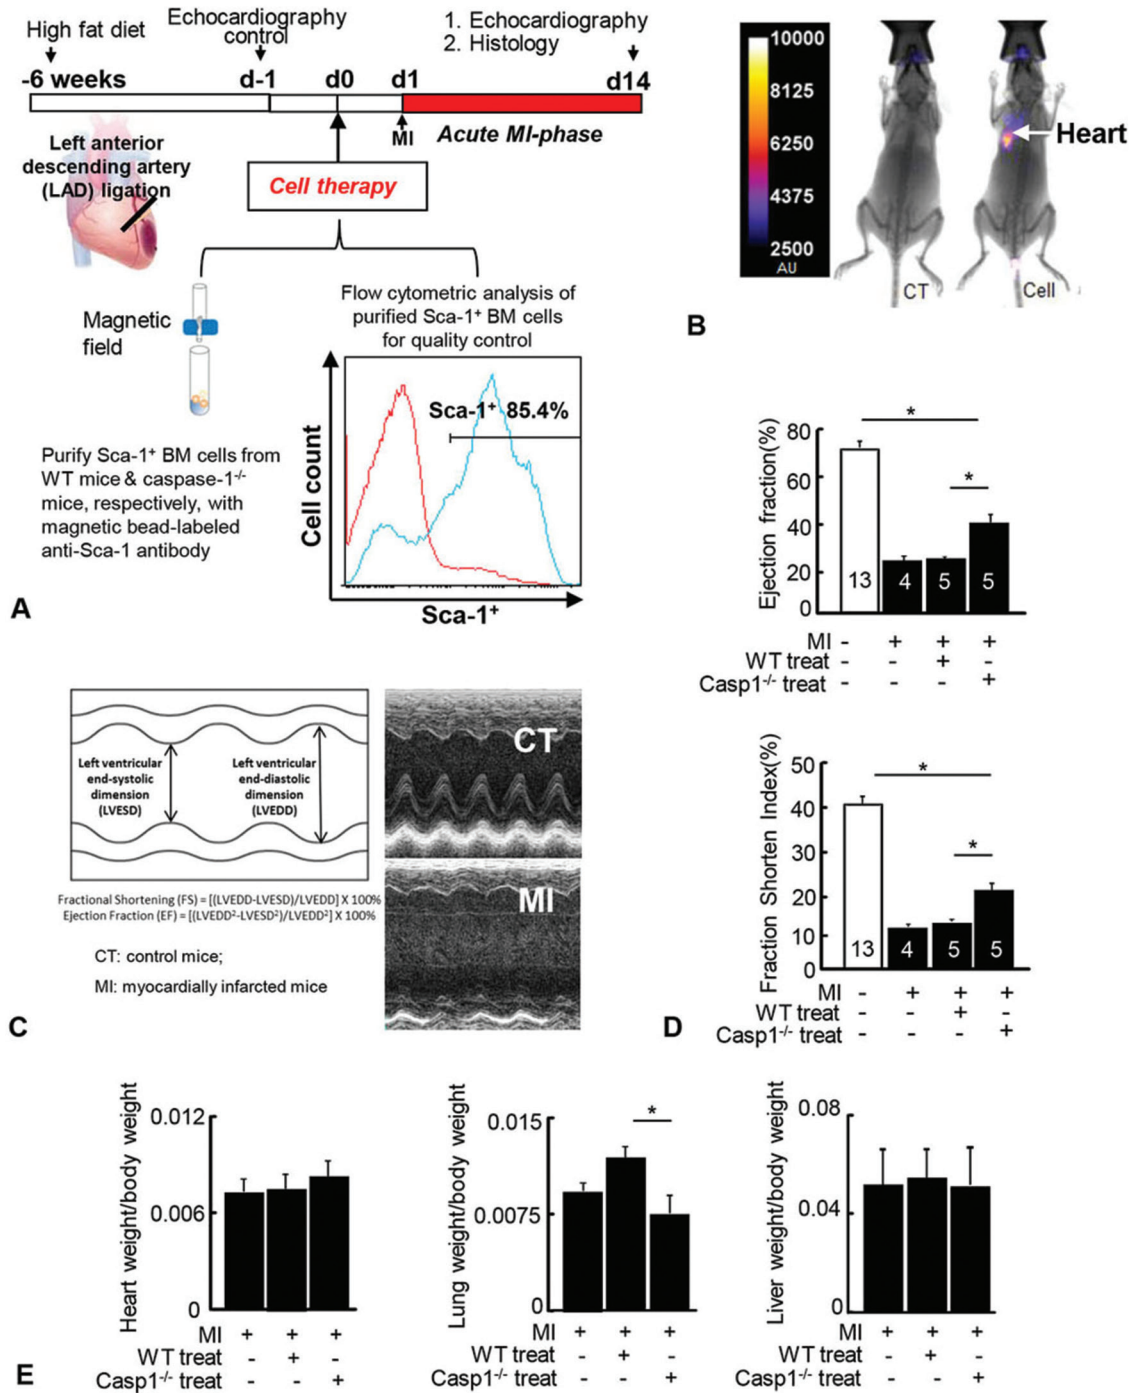 High fat diet
Echocardiography
control
1. Echocardiography
2. Histology
-6 weeks
d-1
d0
d1
d14
MI
Acute MI-phase
Left anterior
descending artery
(LAD) ligation
Cell therapy
Magnetic
field
Flow cytometric analysis of
purified Sca-1⁺ BM cells
for quality control
Purify Sca-1⁺ BM cells from
WT mice & caspase-1⁻/⁻
mice, respectively, with
magnetic bead-labeled
anti-Sca-1 antibody
Cell count
Sca-1⁺ 85.4%
Sca-1⁺
A
10000
8125
6250
4375
2500
AU
Heart
CT
Cell
B
Ejection fraction(%)
80
60
40
20
0
*
*
13
4
5
5
MI - + + +
WT treat - - + -
Casp1⁻/⁻ treat - - - +
Left ventricular
end-systolic
dimension
(LVESD)
Left ventricular
end-diastolic
dimension
(LVEDD)
Fractional Shortening (FS) = [(LVEDD-LVESD)/LVEDD] X 100%
Ejection Fraction (EF) = [(LVEDD²-LVESD²)/LVEDD²] X 100%
CT: control mice;
MI: myocardially infarcted mice
CT
MI
C
Fraction Shorten Index(%)
50
40
30
20
10
0
*
*
13
4
5
5
MI - + + +
WT treat - - + -
Casp1⁻/⁻ treat - - - +
D
Heart weight/body weight
0.012
0.006
0
MI + + +
WT treat - + -
Casp1⁻/⁻ treat - - +
Lung weight/body weight
0.015
0.0075
0
*
MI + + +
WT treat - + -
Casp1⁻/⁻ treat - - +
Liver weight/body weight
0.08
0.04
0
MI + + +
WT treat - + -
Casp1⁻/⁻ treat - - +
E